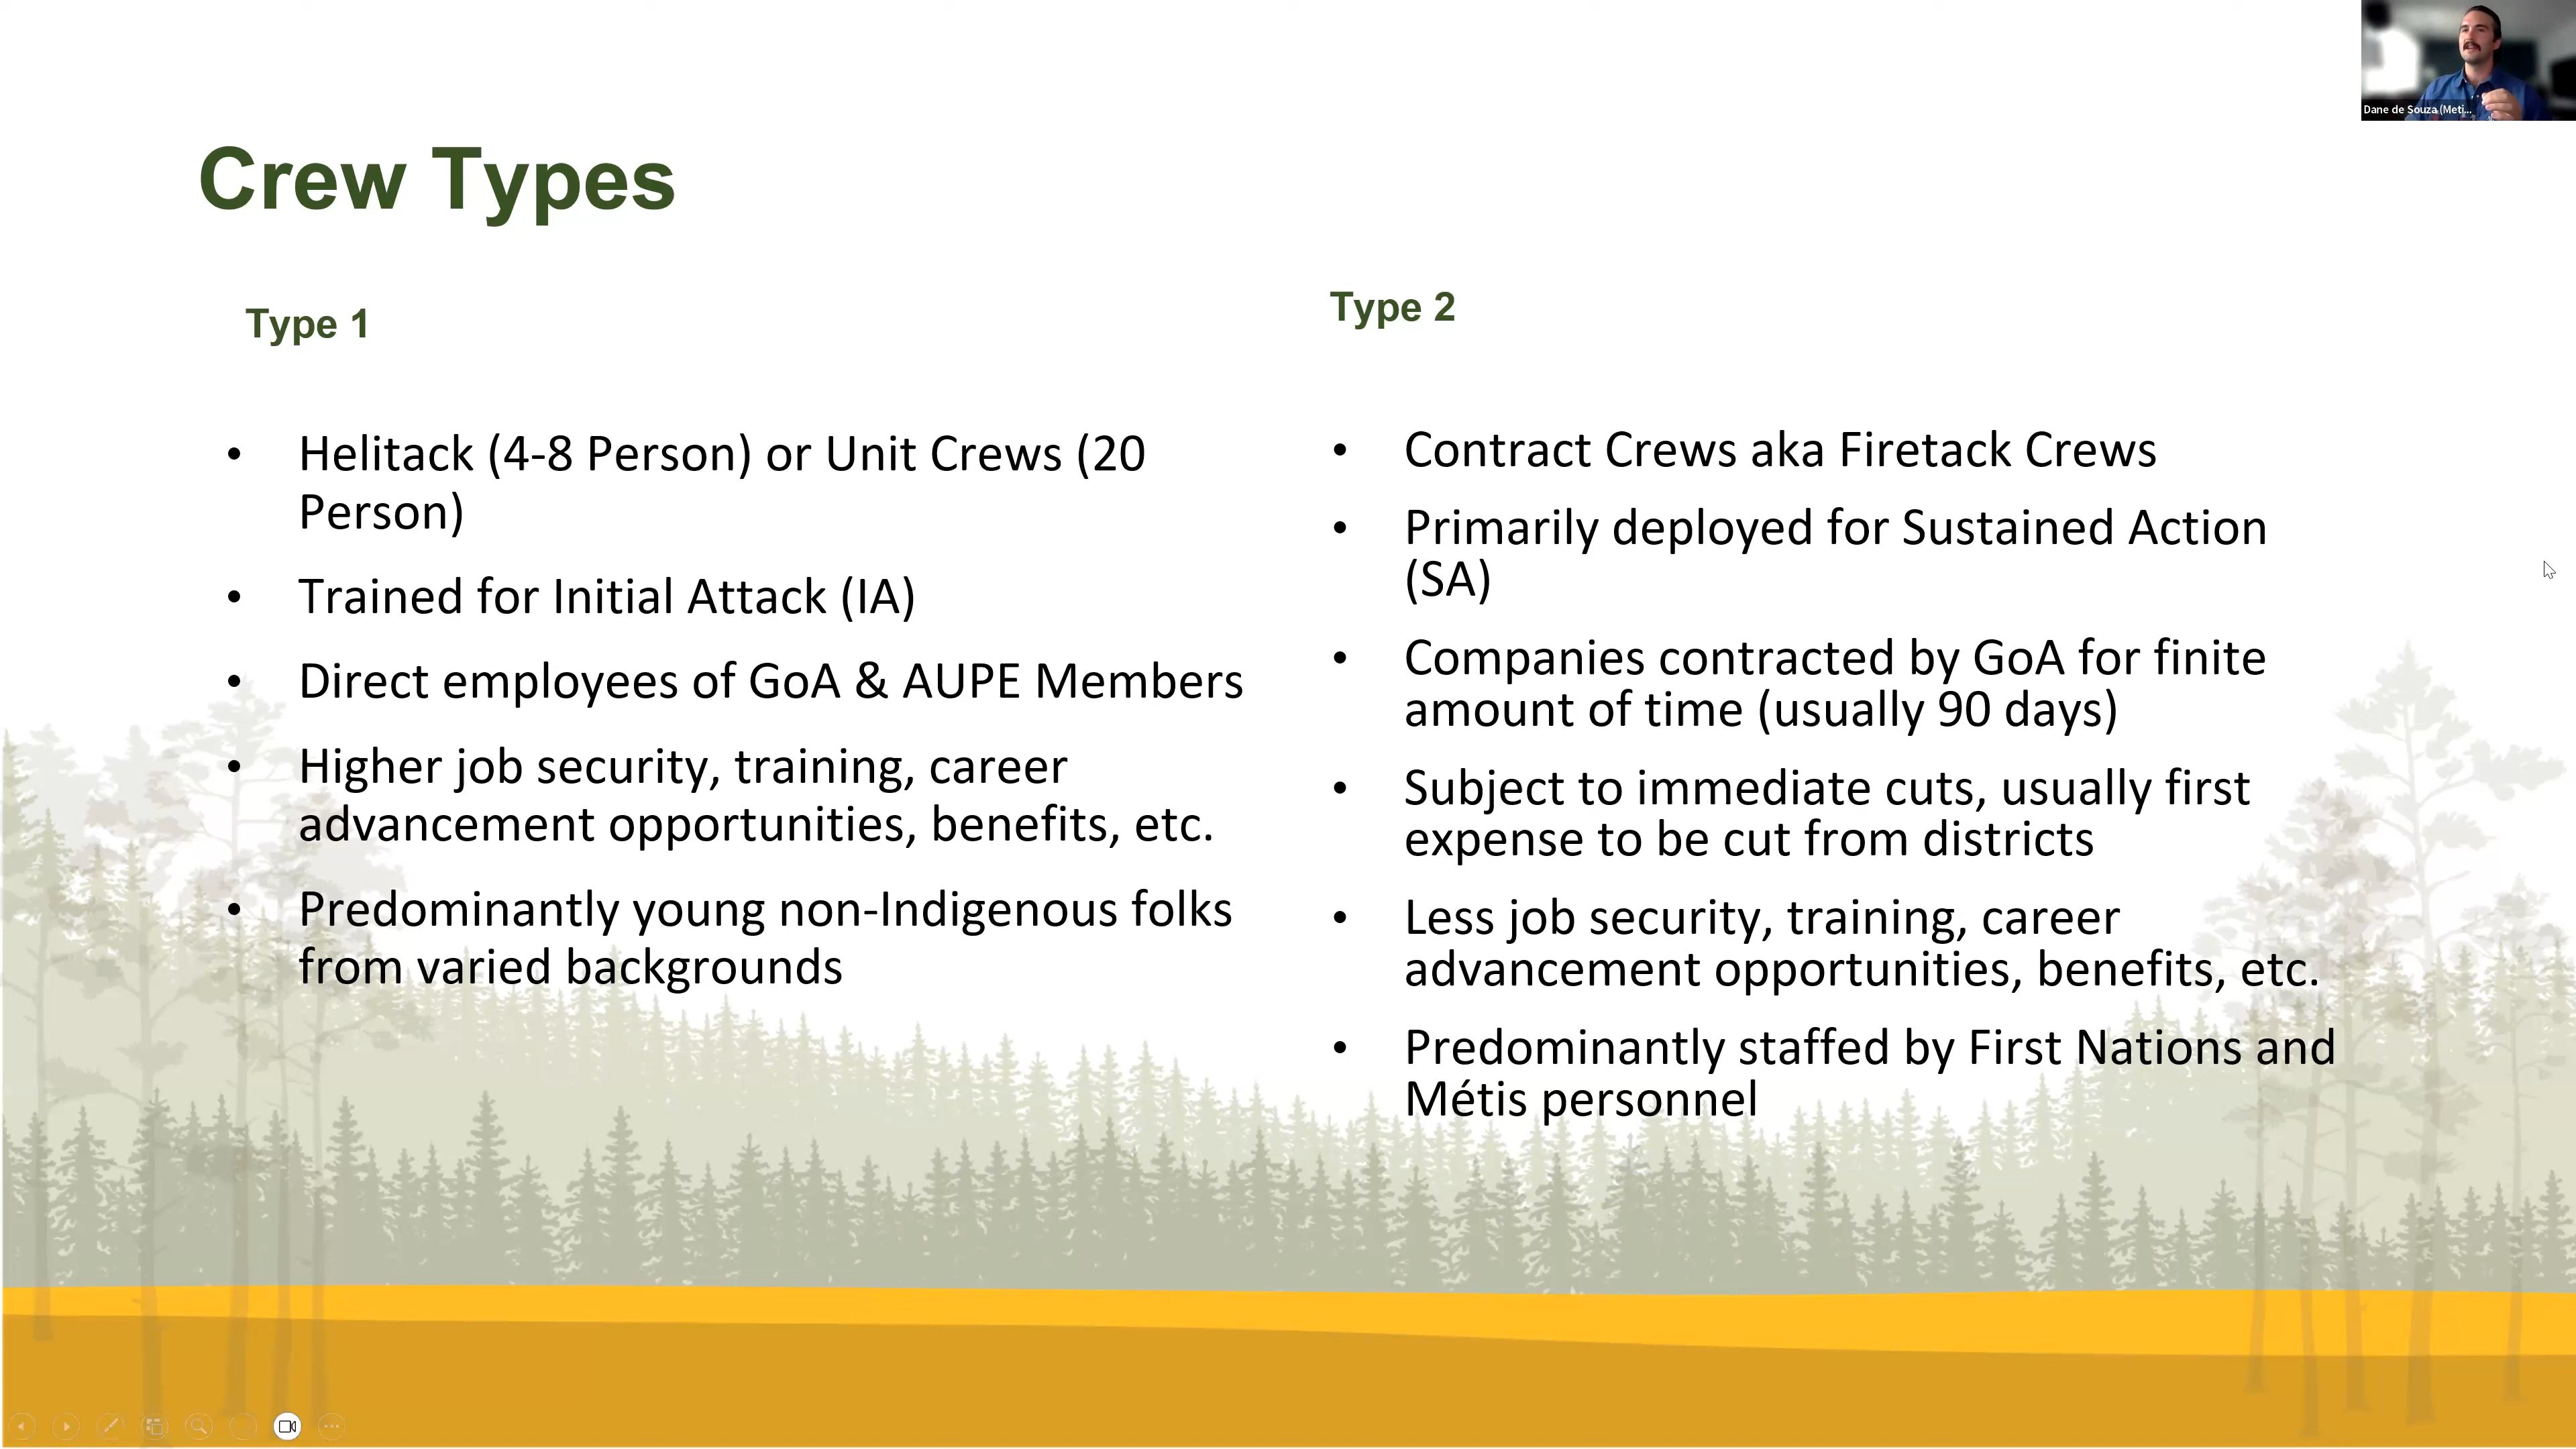 Dane de Souza (Meti...
Crew Types
Type 1
• Helitack (4-8 Person) or Unit Crews (20
Person)
• Trained for Initial Attack (IA)
• Direct employees of GoA & AUPE Members
• Higher job security, training, career
advancement opportunities, benefits, etc.
• Predominantly young non-Indigenous folks
from varied backgrounds
Type 2
• Contract Crews aka Firetack Crews
• Primarily deployed for Sustained Action
(SA)
• Companies contracted by GoA for finite
amount of time (usually 90 days)
• Subject to immediate cuts, usually first
expense to be cut from districts
• Less job security, training, career
advancement opportunities, benefits, etc.
• Predominantly staffed by First Nations and
Métis personnel